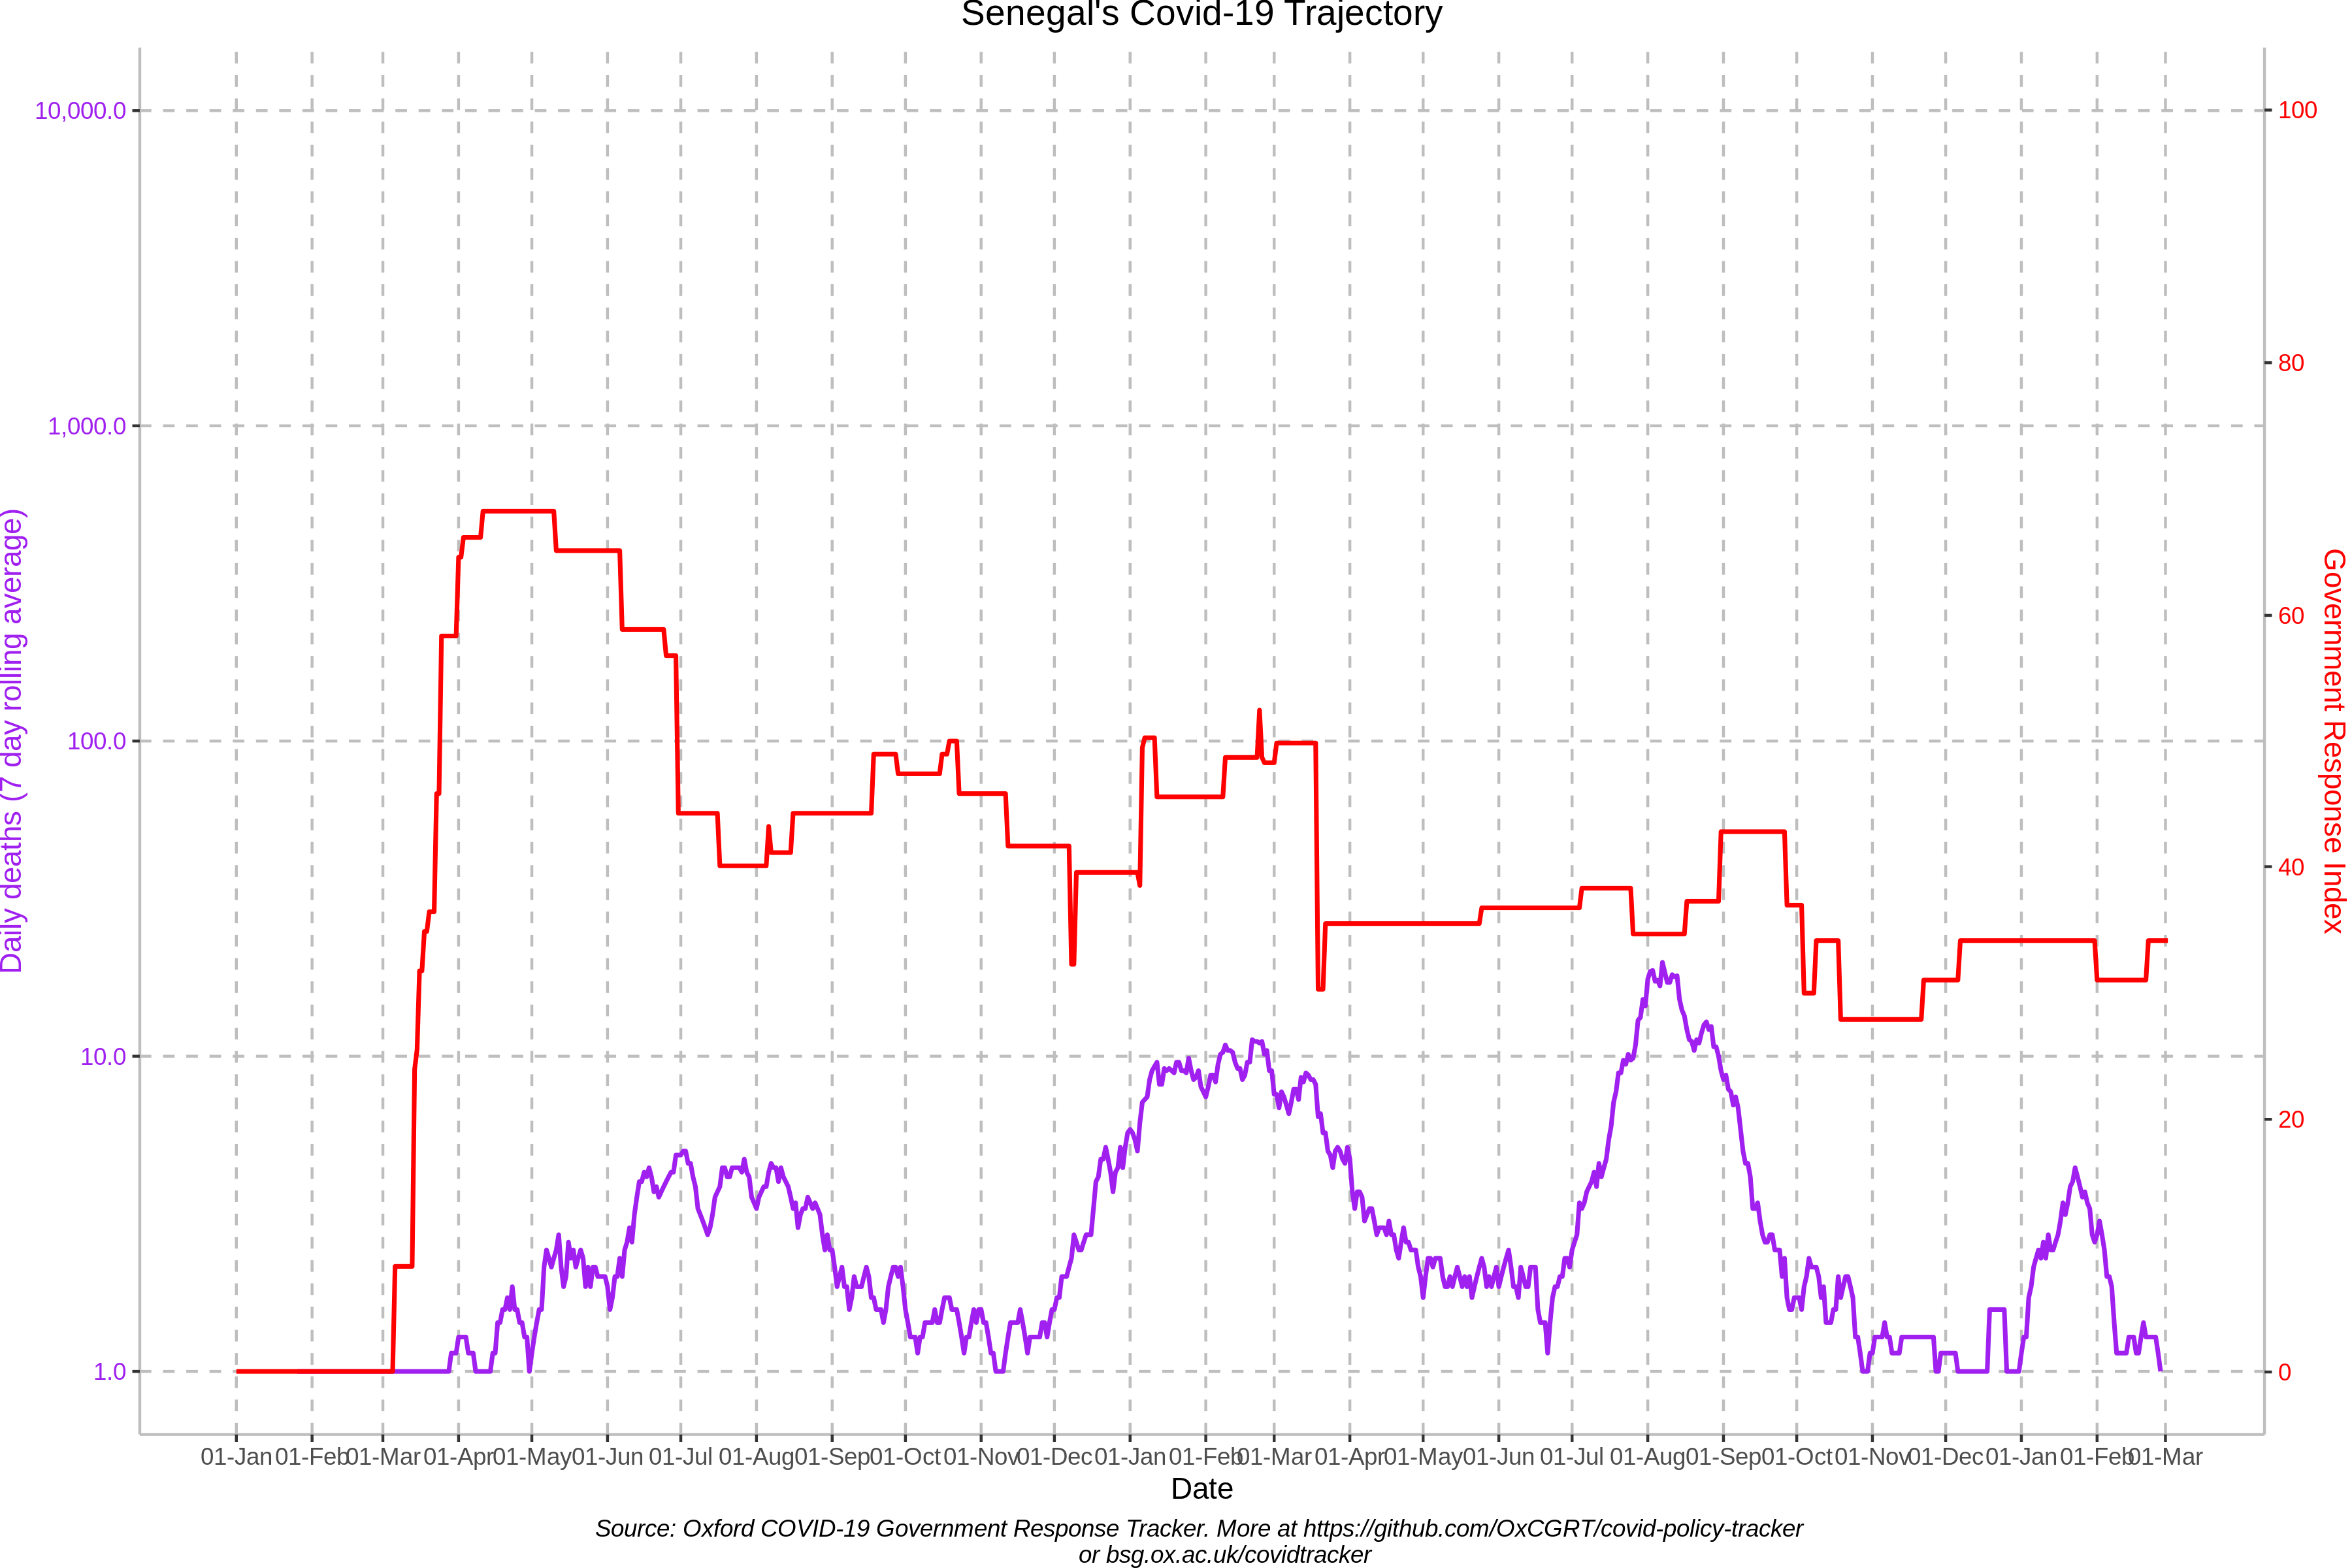 Senegal's Covid-19 Trajectory
10,000.0
1,000.0
100.0
10.0
1.0
Daily deaths (7 day rolling average)
100
80
60
40
20
0
Government Response Index
01-Jan 01-Feb 01-Mar 01-Apr 01-May 01-Jun 01-Jul 01-Aug 01-Sep 01-Oct 01-Nov 01-Dec 01-Jan 01-Feb 01-Mar 01-Apr 01-May 01-Jun 01-Jul 01-Aug 01-Sep 01-Oct 01-Nov 01-Dec 01-Jan 01-Feb 01-Mar
Date
Source: Oxford COVID-19 Government Response Tracker. More at https://github.com/OxCGRT/covid-policy-tracker
or bsg.ox.ac.uk/covidtracker